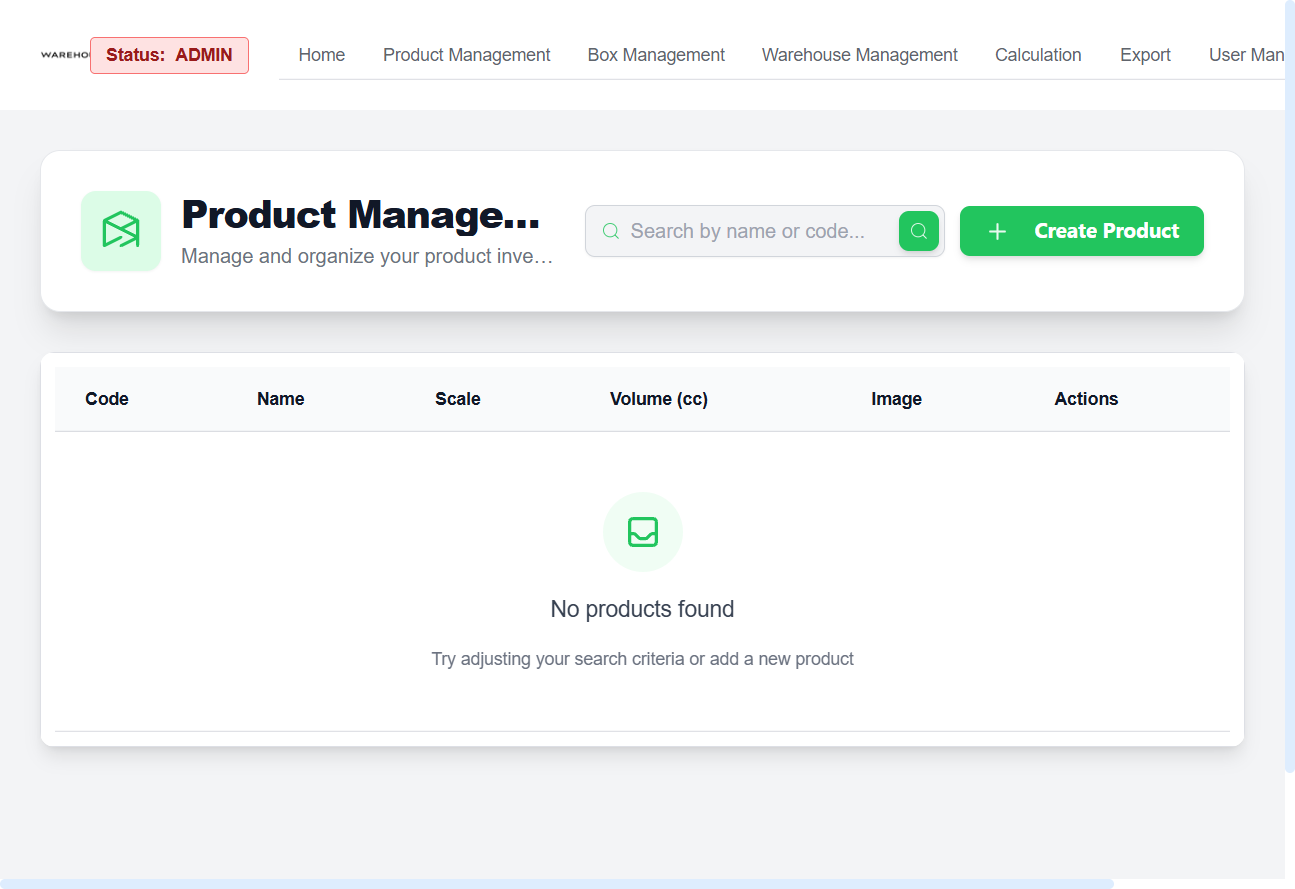 WAREHO
Status: ADMIN
Home
Product Management
Box Management
Warehouse Management
Calculation
Export
User Man
Product Manage...
Manage and organize your product inve...
Search by name or code...
Create Product
Code
Name
Scale
Volume (cc)
Image
Actions
No products found
Try adjusting your search criteria or add a new product